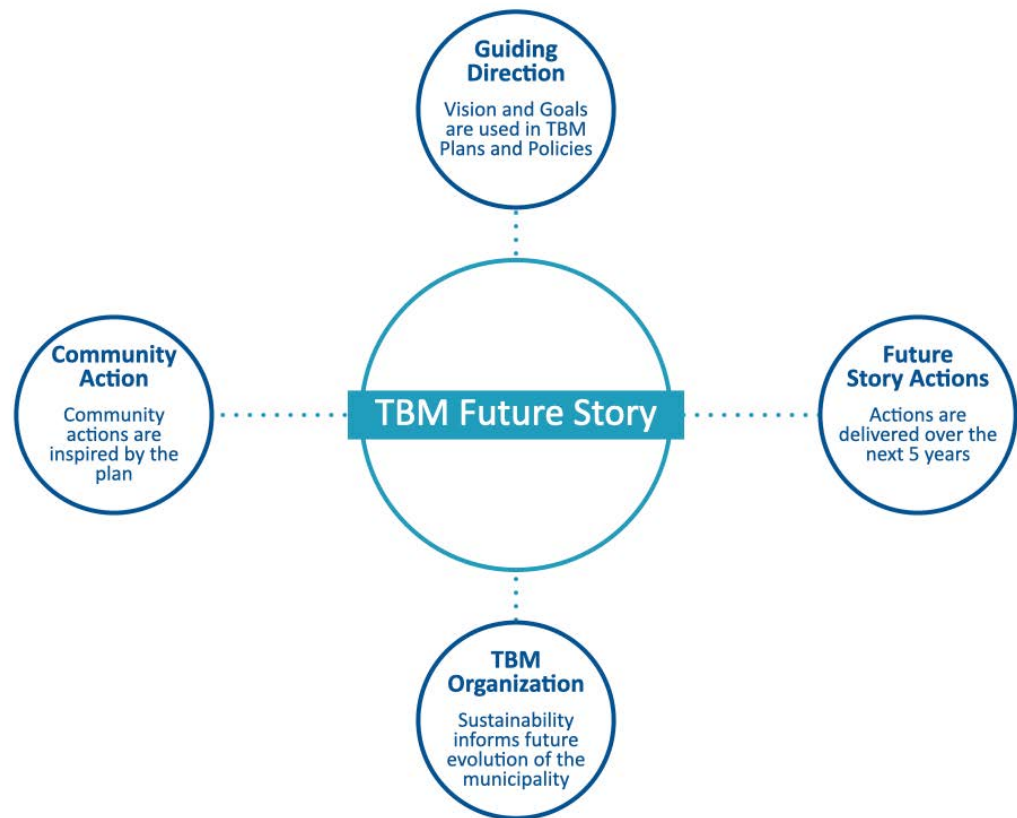 Guiding
Direction
Vision and Goals
are used in TBM
Plans and Policies
Community
Action
Community
actions are
inspired by the
plan
TBM Future Story
Future
Story Actions
Actions are
delivered over the
next 5 years
TBM
Organization
Sustainability
informs future
evolution of the
municipality